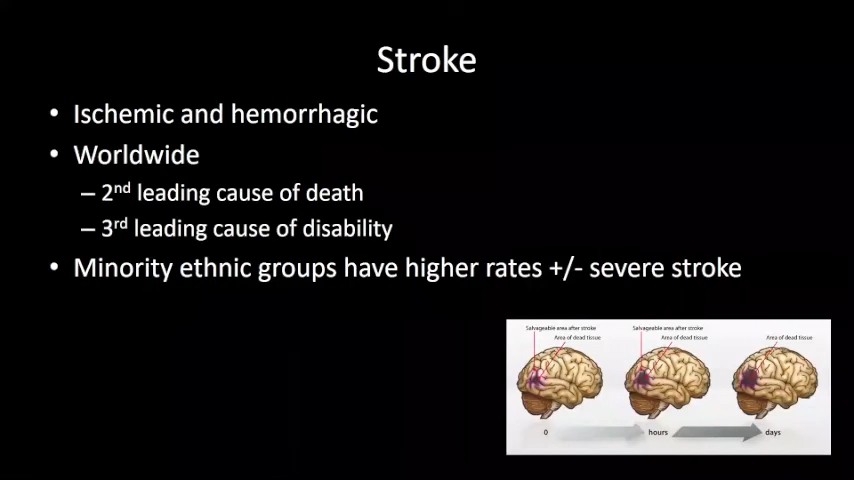 Stroke
• Ischemic and hemorrhagic
• Worldwide
– 2nd leading cause of death
– 3rd leading cause of disability
• Minority ethnic groups have higher rates +/- severe stroke
Salvageable area after stroke
Area of dead tissue
Salvageable area after stroke
Area of dead tissue
Area of dead tissue
0 hours days